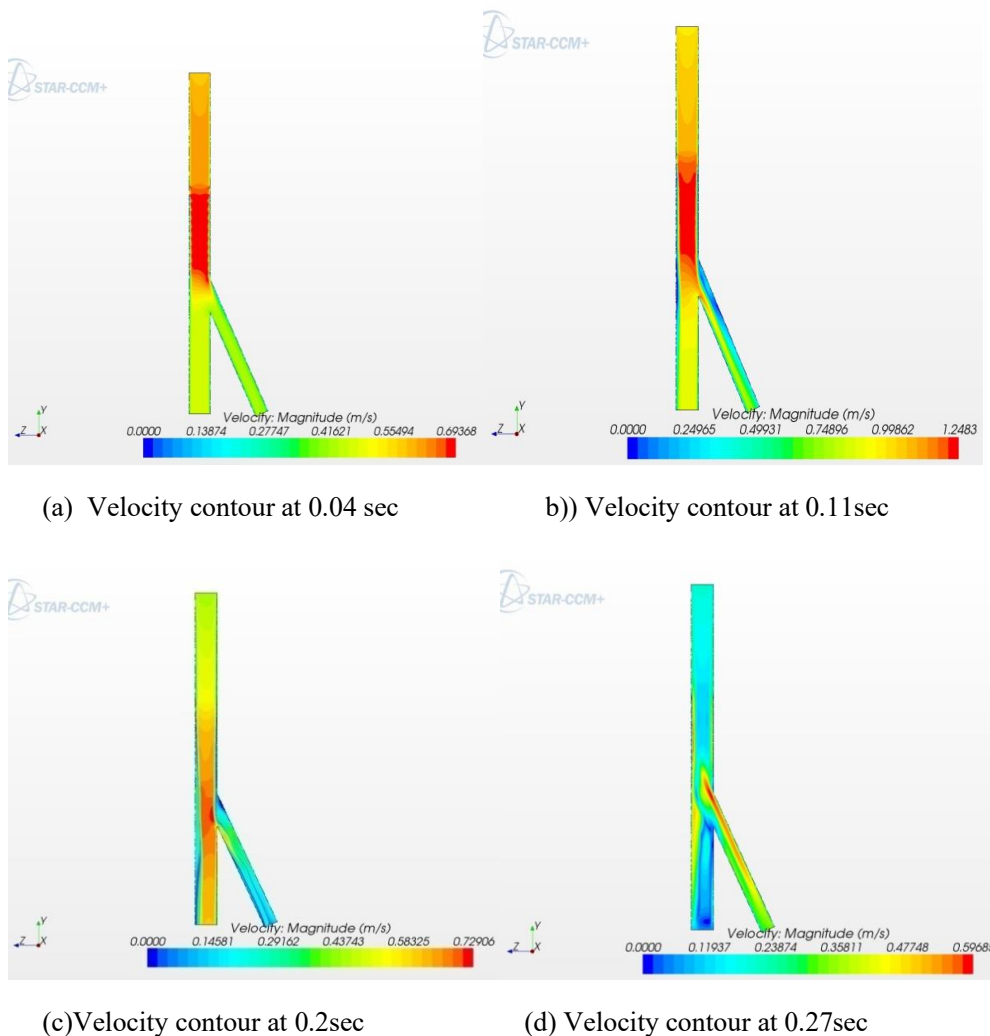 STAR-CCM+
Y
Z
X
Velocity: Magnitude (m/s)
0.0000 0.13874 0.27747 0.41621 0.55494 0.69368
(a) Velocity contour at 0.04 sec
STAR-CCM+
Y
Z
X
Velocity: Magnitude (m/s)
0.0000 0.24965 0.49931 0.74896 0.99862 1.2483
b)) Velocity contour at 0.11sec
STAR-CCM+
Y
Z
X
Velocity: Magnitude (m/s)
0.0000 0.14581 0.29162 0.43743 0.58325 0.72906
(c)Velocity contour at 0.2sec
STAR-CCM+
Y
Z
X
Velocity: Magnitude (m/s)
0.0000 0.11937 0.23874 0.35811 0.47748 0.59685
(d) Velocity contour at 0.27sec